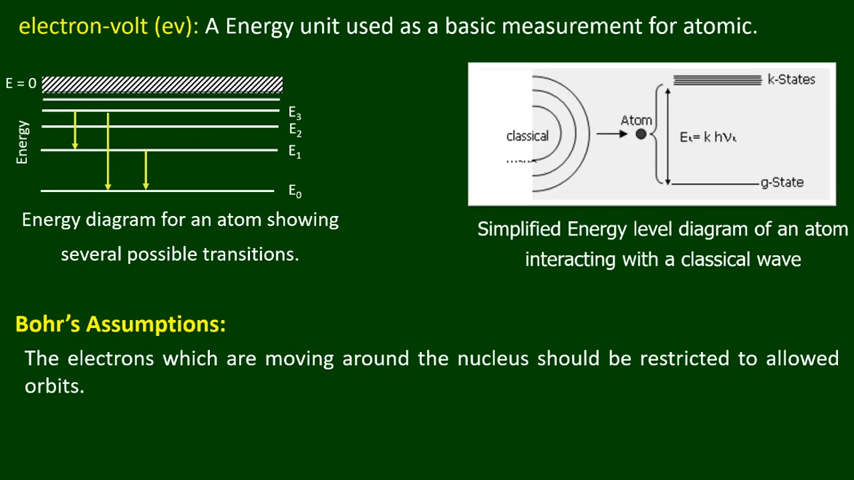 electron-volt (ev): A Energy unit used as a basic measurement for atomic.
E = 0
Energy
E₃
E₂
E₁
E₀
Energy diagram for an atom showing
several possible transitions.
classical
Atom
k-States
g-State
Simplified Energy level diagram of an atom
interacting with a classical wave
Bohr's Assumptions:
The electrons which are moving around the nucleus should be restricted to allowed
orbits.